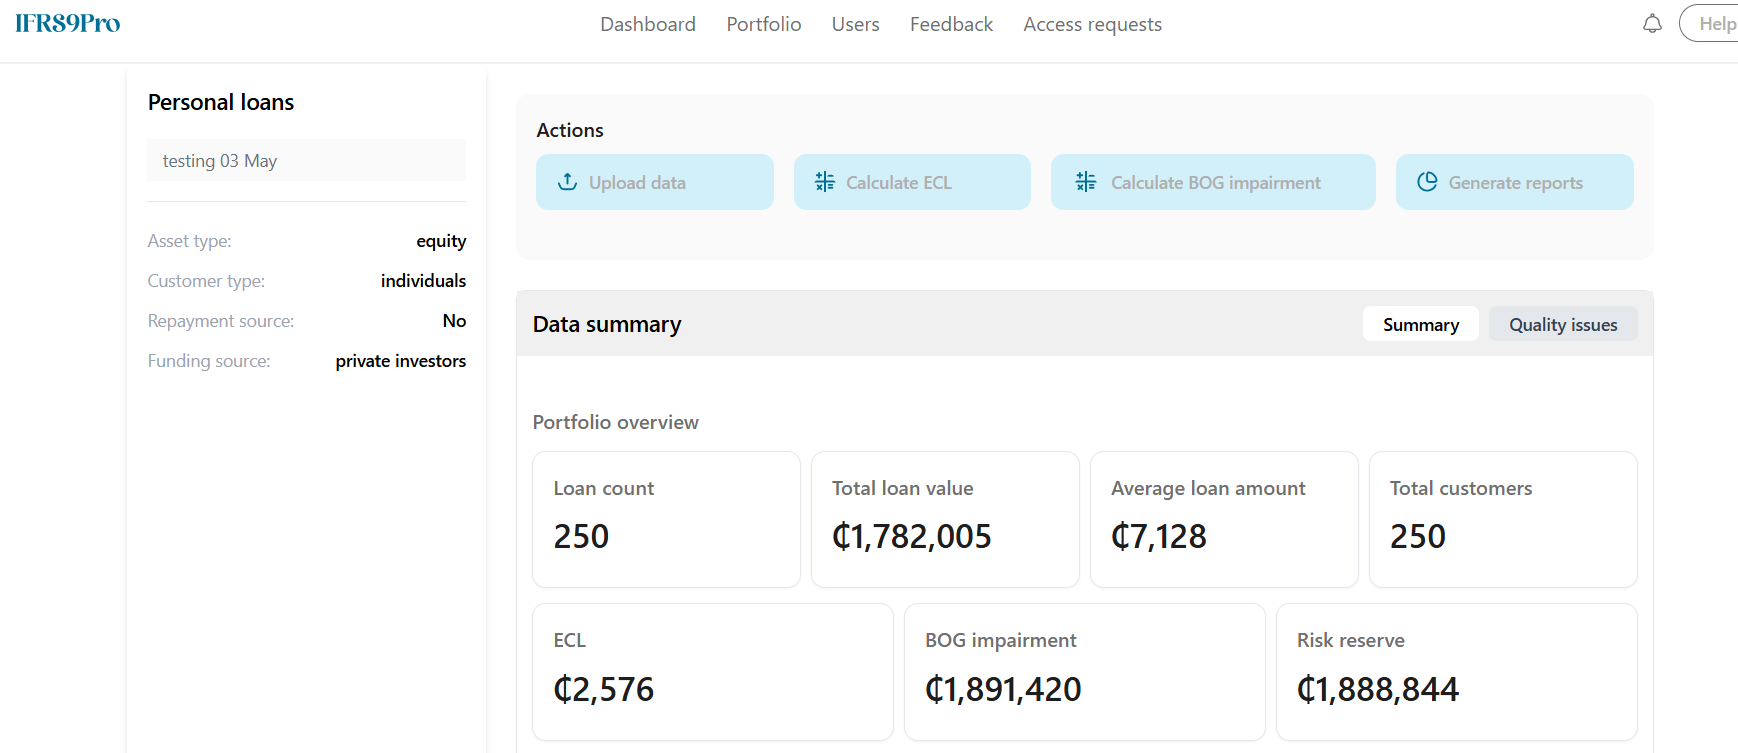 IFRS9Pro
Dashboard Portfolio Users Feedback Access requests
Help
Personal loans
testing 03 May
Asset type: equity
Customer type: individuals
Repayment source: No
Funding source: private investors
Actions
Upload data Calculate ECL Calculate BOG impairment Generate reports
Data summary Summary Quality issues
Portfolio overview
Loan count Total loan value Average loan amount Total customers
250 ₵1,782,005 ₵7,128 250
ECL BOG impairment Risk reserve
₵2,576 ₵1,891,420 ₵1,888,844